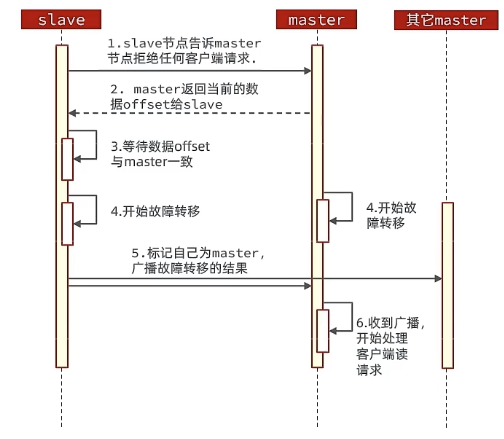 slave
master
其它master
1.slave节点告诉master
节点拒绝任何客户端请求.
2. master返回当前的数
据offset给slave
3.等待数据offset
与master一致
4.开始故障转移
4.开始故
障转移
5.标记自己为master，
广播故障转移的结果
6.收到广播，
开始处理
客户端读
请求